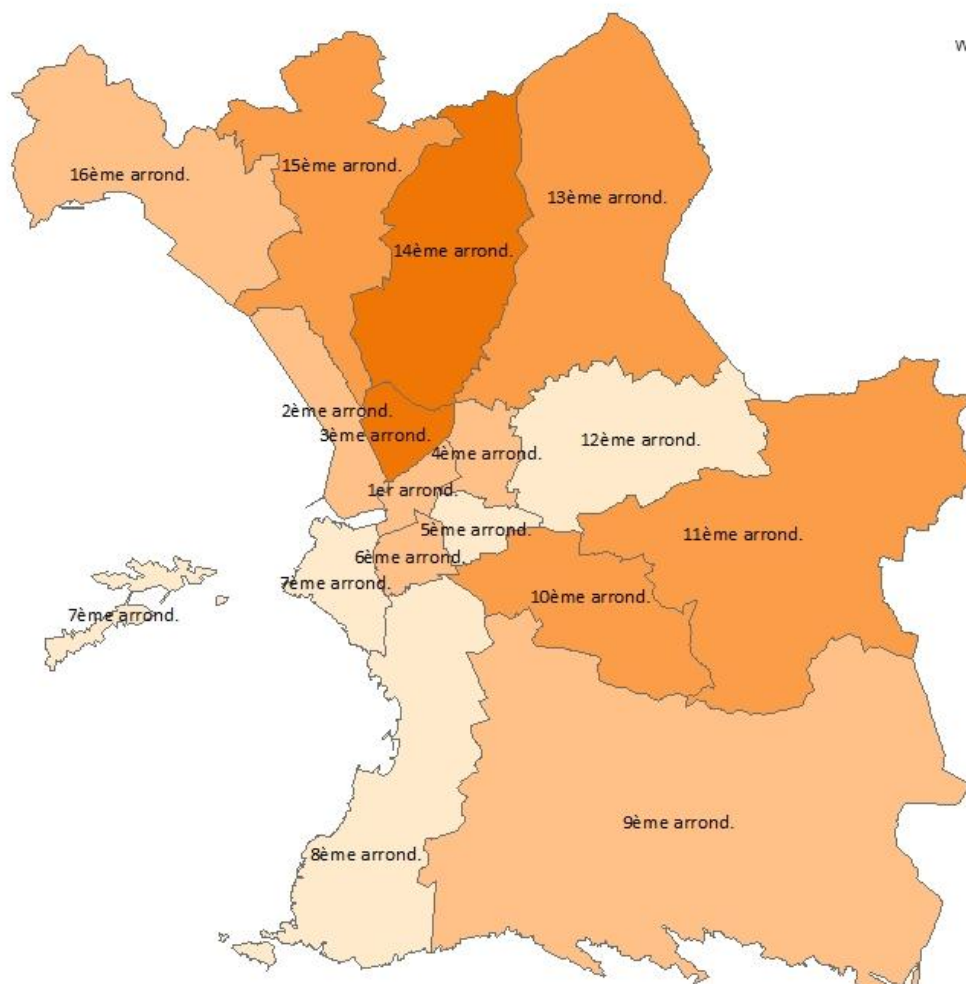 W
16ème arrond.
15ème arrond.
13ème arrond.
14ème arrond.
2ème arrond.
3ème arrond.
12ème arrond.
4ème arrond.
1er arrond.
5ème arrond.
11ème arrond.
6ème arrond.
7ème arrond.
10ème arrond.
7ème arrond.
9ème arrond.
8ème arrond.